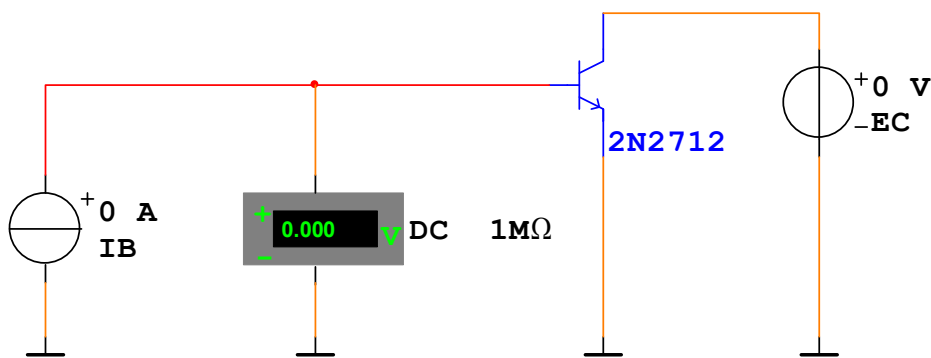 +0 V
−EC
2N2712
+0 A
IB
+
0.000 V DC 1MΩ
−